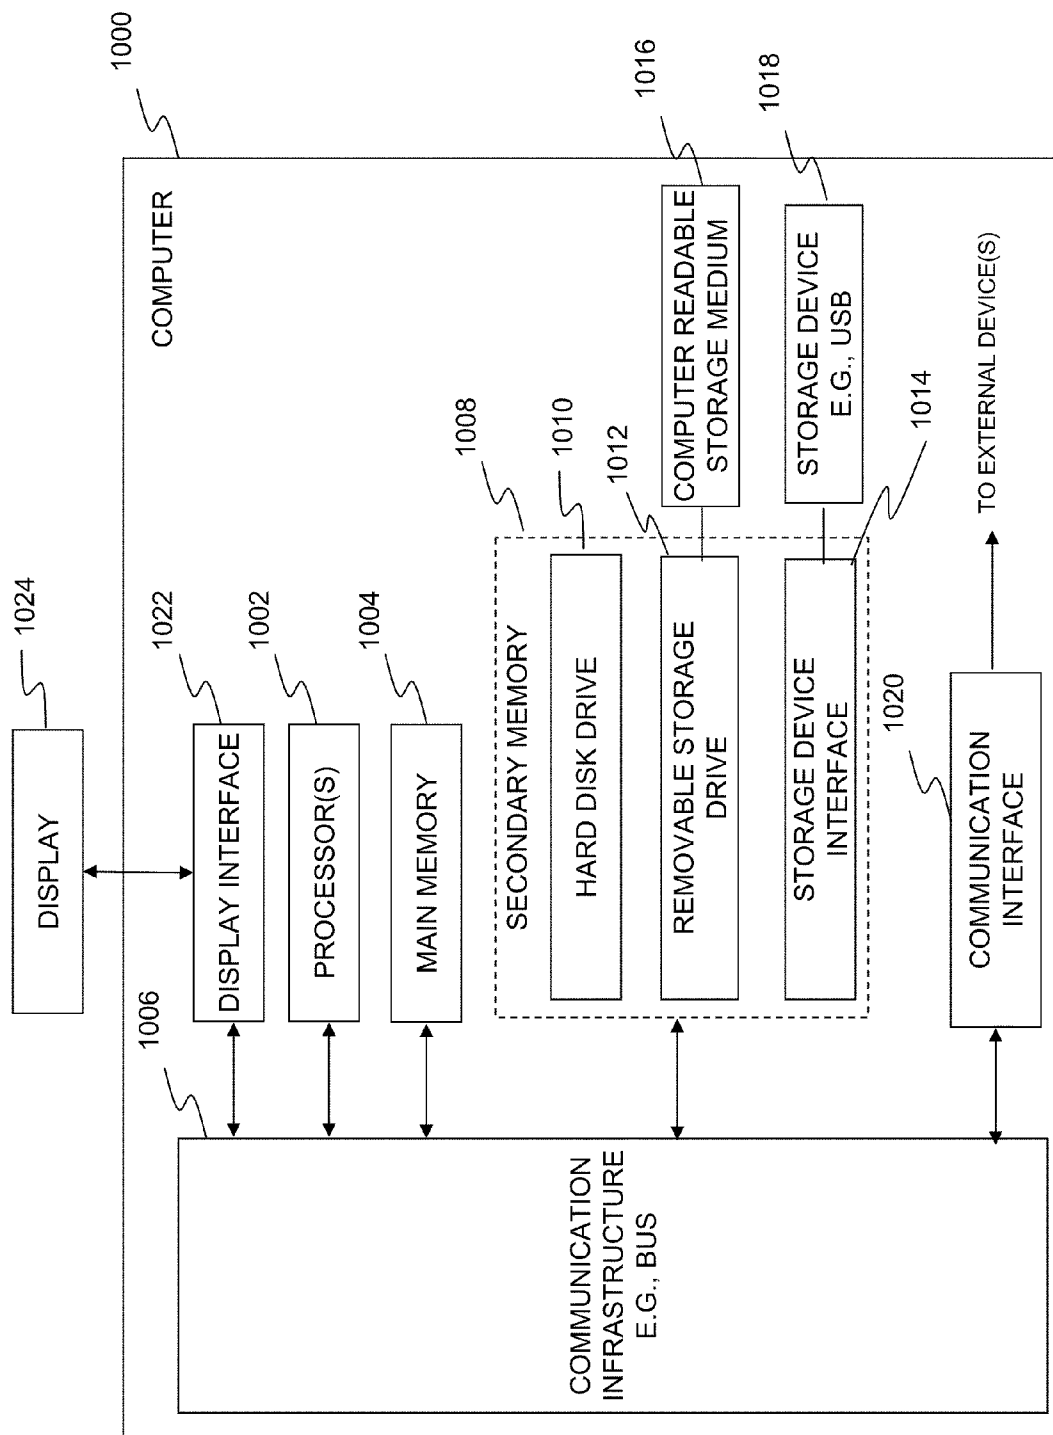 1000
COMPUTER
1024
DISPLAY
1006
COMMUNICATION
INFRASTRUCTURE
E.G., BUS
DISPLAY INTERFACE
1022
PROCESSOR(S)
1002
MAIN MEMORY
1004
SECONDARY MEMORY
1008
HARD DISK DRIVE
1010
REMOVABLE STORAGE
DRIVE
1012
COMPUTER READABLE
STORAGE MEDIUM
1016
STORAGE DEVICE
INTERFACE
1014
STORAGE DEVICE
E.G., USB
1018
COMMUNICATION
INTERFACE
1020
TO EXTERNAL DEVICE(S)